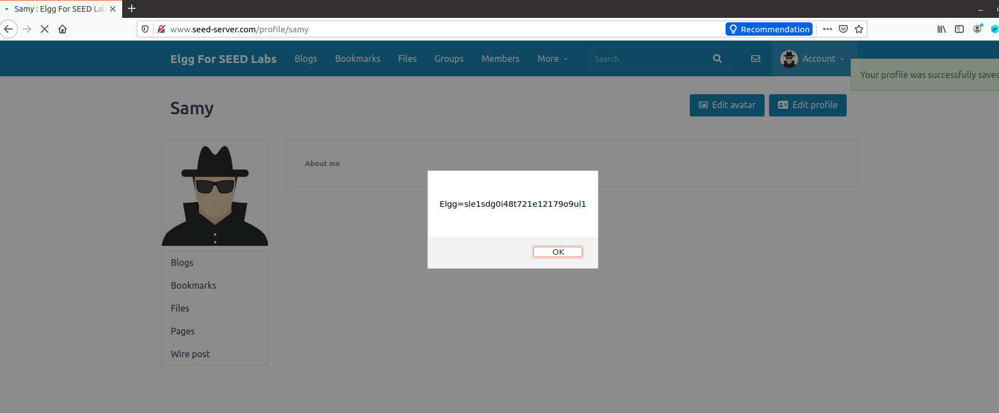 Samy : Elgg For SEED Lab
www.seed-server.com/profile/samy
Recommendation
Elgg For SEED Labs
Blogs
Bookmarks
Files
Groups
Members
More
Search
Account
Your profile was successfully saved
Samy
Edit avatar
Edit profile
About me
Elgg=sle1sdg0i48t721e12179o9ul1
OK
Blogs
Bookmarks
Files
Pages
Wire post